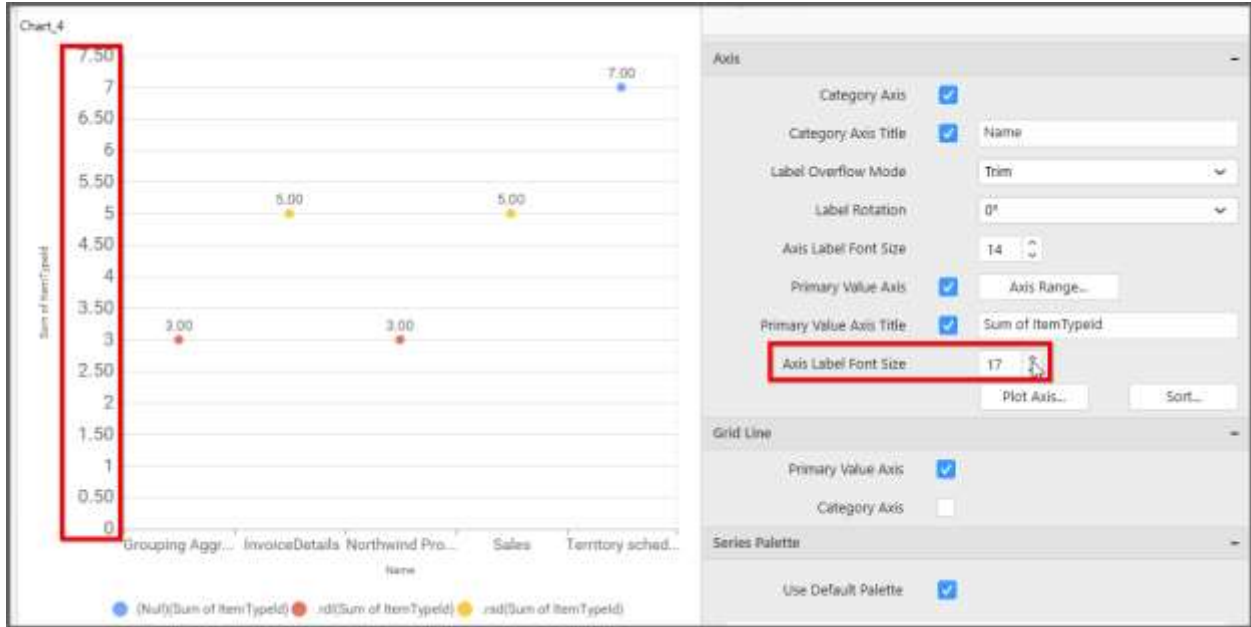 Chart_4
7.50
7
6.50
6
5.50
5
4.50
4
3.50
3
2.50
2
1.50
1
0.50
0
Sum of ItemTypeId
7.00
5.00 5.00
3.00 3.00
Grouping Aggr... InvoiceDetails Northwind Pro... Sales Territory sched...
Name
(Null)(Sum of ItemTypeId) .rdl(Sum of ItemTypeId) .rsd(Sum of ItemTypeId)
Axis -
Category Axis
Category Axis Title Name
Label Overflow Mode Trim
Label Rotation 0°
Axis Label Font Size 14
Primary Value Axis Axis Range...
Primary Value Axis Title Sum of ItemTypeId
Axis Label Font Size 17
Plot Axis... Sort...
Grid Line -
Primary Value Axis
Category Axis
Series Palette -
Use Default Palette